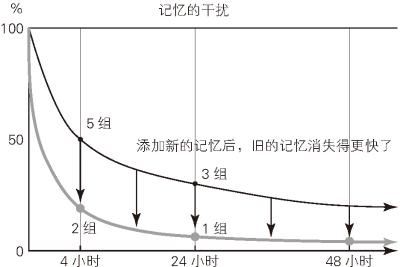 % 记忆的干扰
100
5 组
50
添加新的记忆后，旧的记忆消失得更快了
3 组
2 组
1 组
0
4 小时 24 小时 48 小时